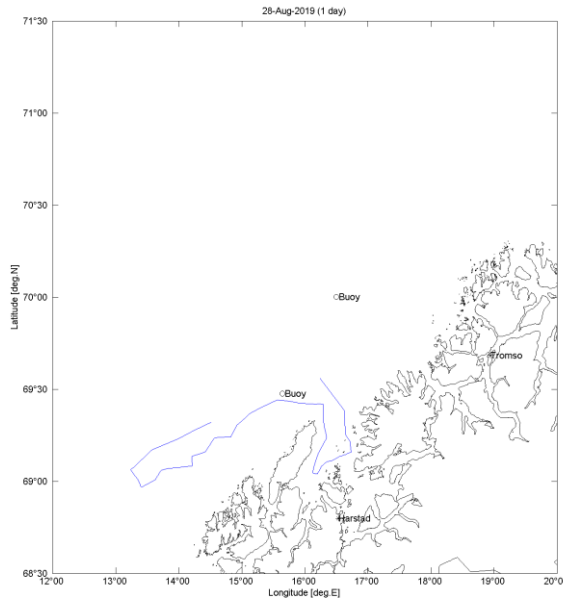 28-Aug-2019 (1 day)
71°30
71°00
70°30
70°00
69°30
69°00
68°30
Latitude [deg.N]
Buoy
Buoy
Tromso
Harstad
12°00 13°00 14°00 15°00 16°00 17°00 18°00 19°00 20°00
Longitude [deg.E]